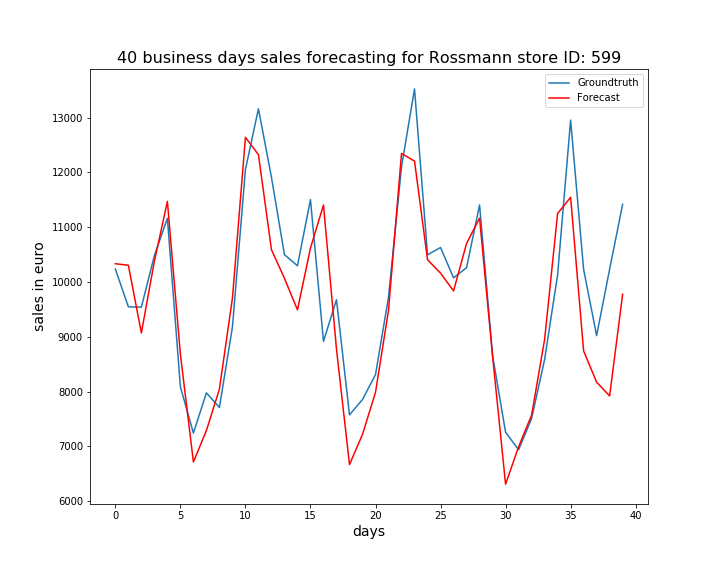 40 business days sales forecasting for Rossmann store ID: 599
Groundtruth
Forecast
sales in euro
13000
12000
11000
10000
9000
8000
7000
6000
0 5 10 15 20 25 30 35 40
days